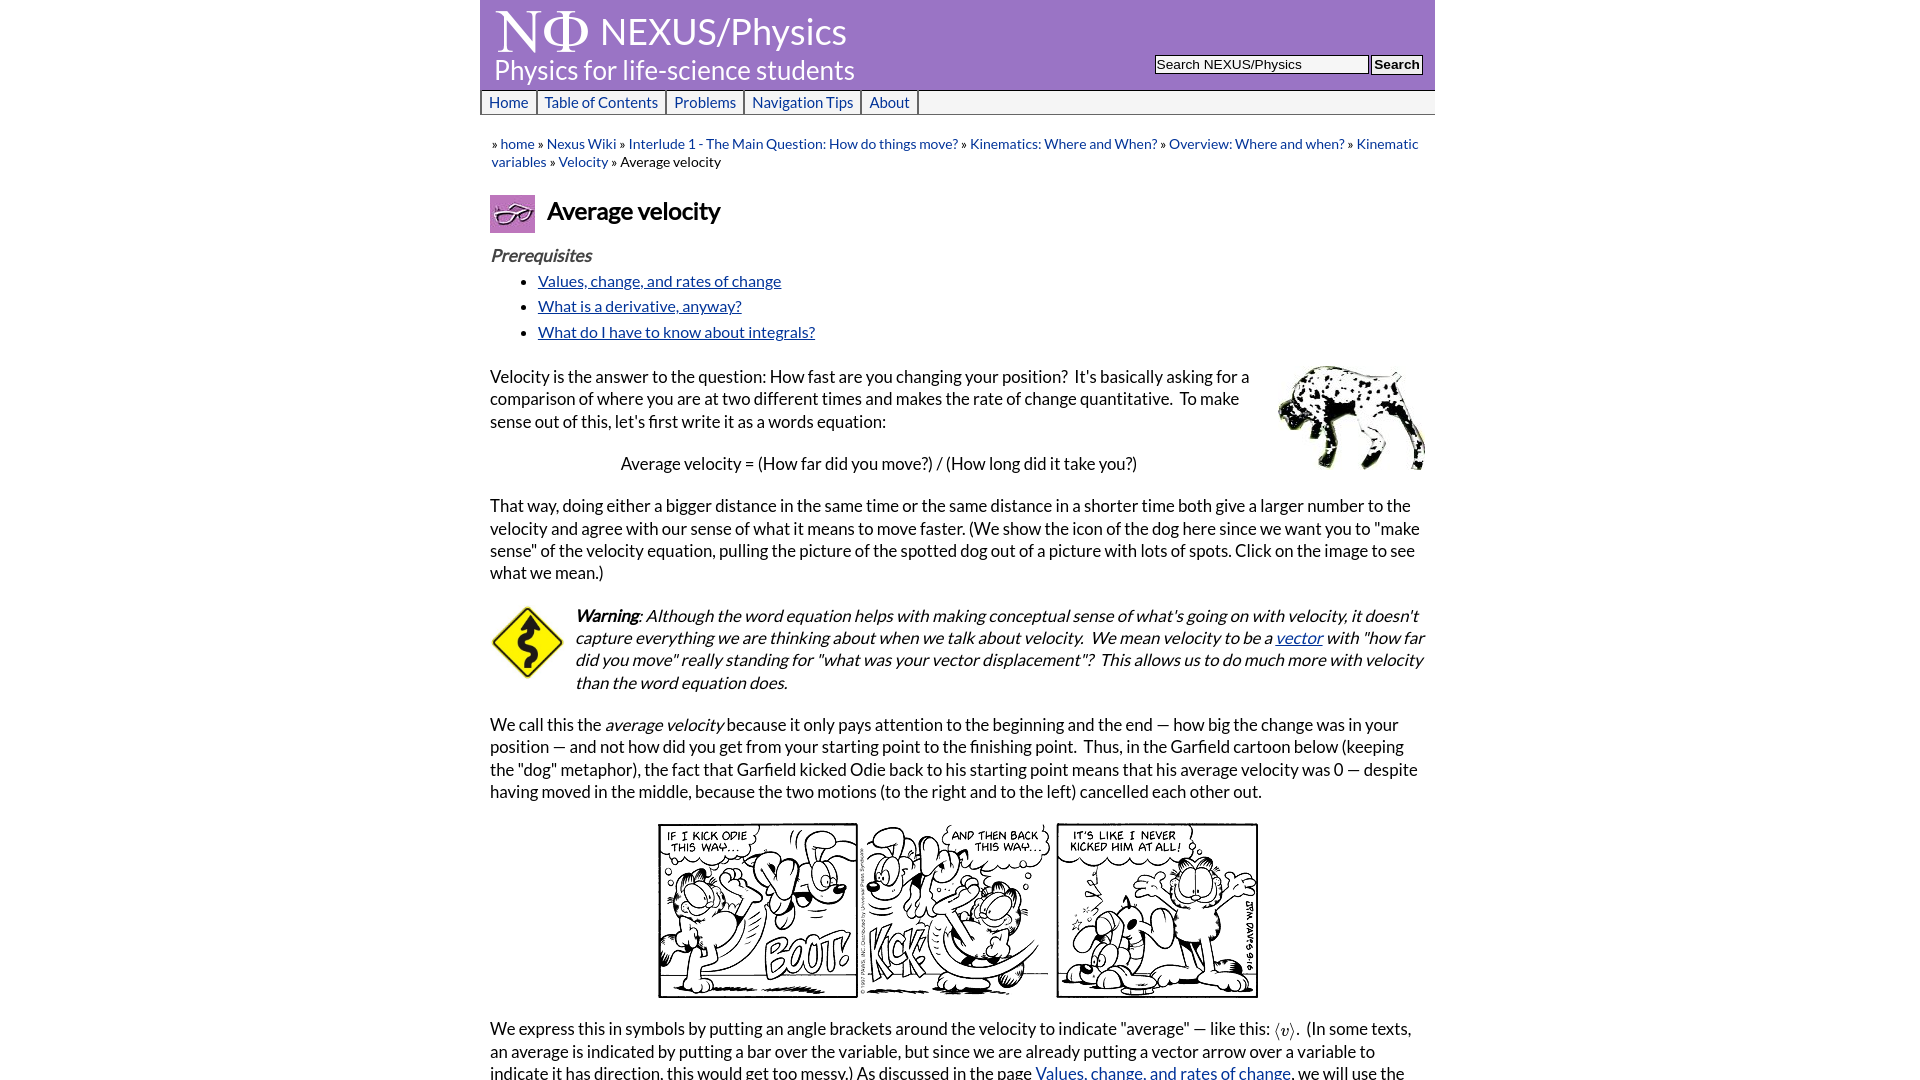 ΝΦ NEXUS/Physics
Physics for life-science students
Search NEXUS/Physics Search
Home Table of Contents Problems Navigation Tips About
» home » Nexus Wiki » Interlude 1 - The Main Question: How do things move? » Kinematics: Where and When? » Overview: Where and when? » Kinematic
variables » Velocity » Average velocity
Average velocity
Prerequisites
• Values, change, and rates of change
• What is a derivative, anyway?
• What do I have to know about integrals?
Velocity is the answer to the question: How fast are you changing your position?  It's basically asking for a
comparison of where you are at two different times and makes the rate of change quantitative.  To make
sense out of this, let's first write it as a words equation:
Average velocity = (How far did you move?) / (How long did it take you?)
That way, doing either a bigger distance in the same time or the same distance in a shorter time both give a larger number to the
velocity and agree with our sense of what it means to move faster. (We show the icon of the dog here since we want you to "make
sense" of the velocity equation, pulling the picture of the spotted dog out of a picture with lots of spots. Click on the image to see
what we mean.)
Warning: Although the word equation helps with making conceptual sense of what's going on with velocity, it doesn't
capture everything we are thinking about when we talk about velocity.  We mean velocity to be a vector with "how far
did you move" really standing for "what was your vector displacement"?  This allows us to do much more with velocity
than the word equation does.
We call this the average velocity because it only pays attention to the beginning and the end — how big the change was in your
position — and not how did you get from your starting point to the finishing point.  Thus, in the Garfield cartoon below (keeping
the "dog" metaphor), the fact that Garfield kicked Odie back to his starting point means that his average velocity was 0 — despite
having moved in the middle, because the two motions (to the right and to the left) cancelled each other out.
IF I KICK ODIE
THIS WAY...
BOOT!
AND THEN BACK
THIS WAY...
KICK!
IT'S LIKE I NEVER
KICKED HIM AT ALL!
JIM DAVIS 9-16
We express this in symbols by putting an angle brackets around the velocity to indicate "average" — like this: ⟨v⟩.  (In some texts,
an average is indicated by putting a bar over the variable, but since we are already putting a vector arrow over a variable to
indicate it has direction, this would get too messy.) As discussed in the page Values, change, and rates of change, we will use the